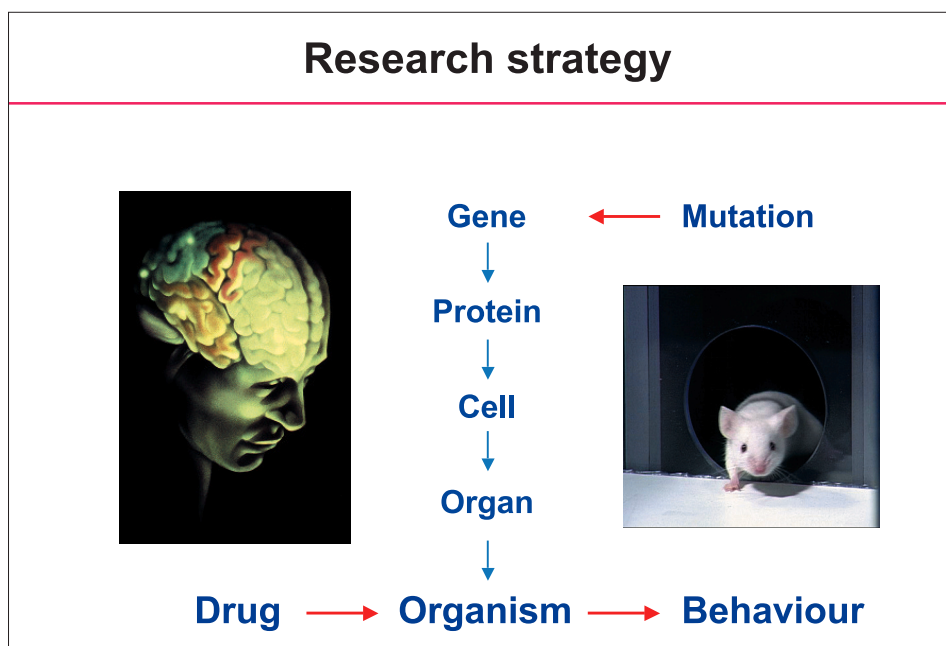 Research strategy
Gene Mutation
Protein
Cell
Organ
Drug Organism Behaviour